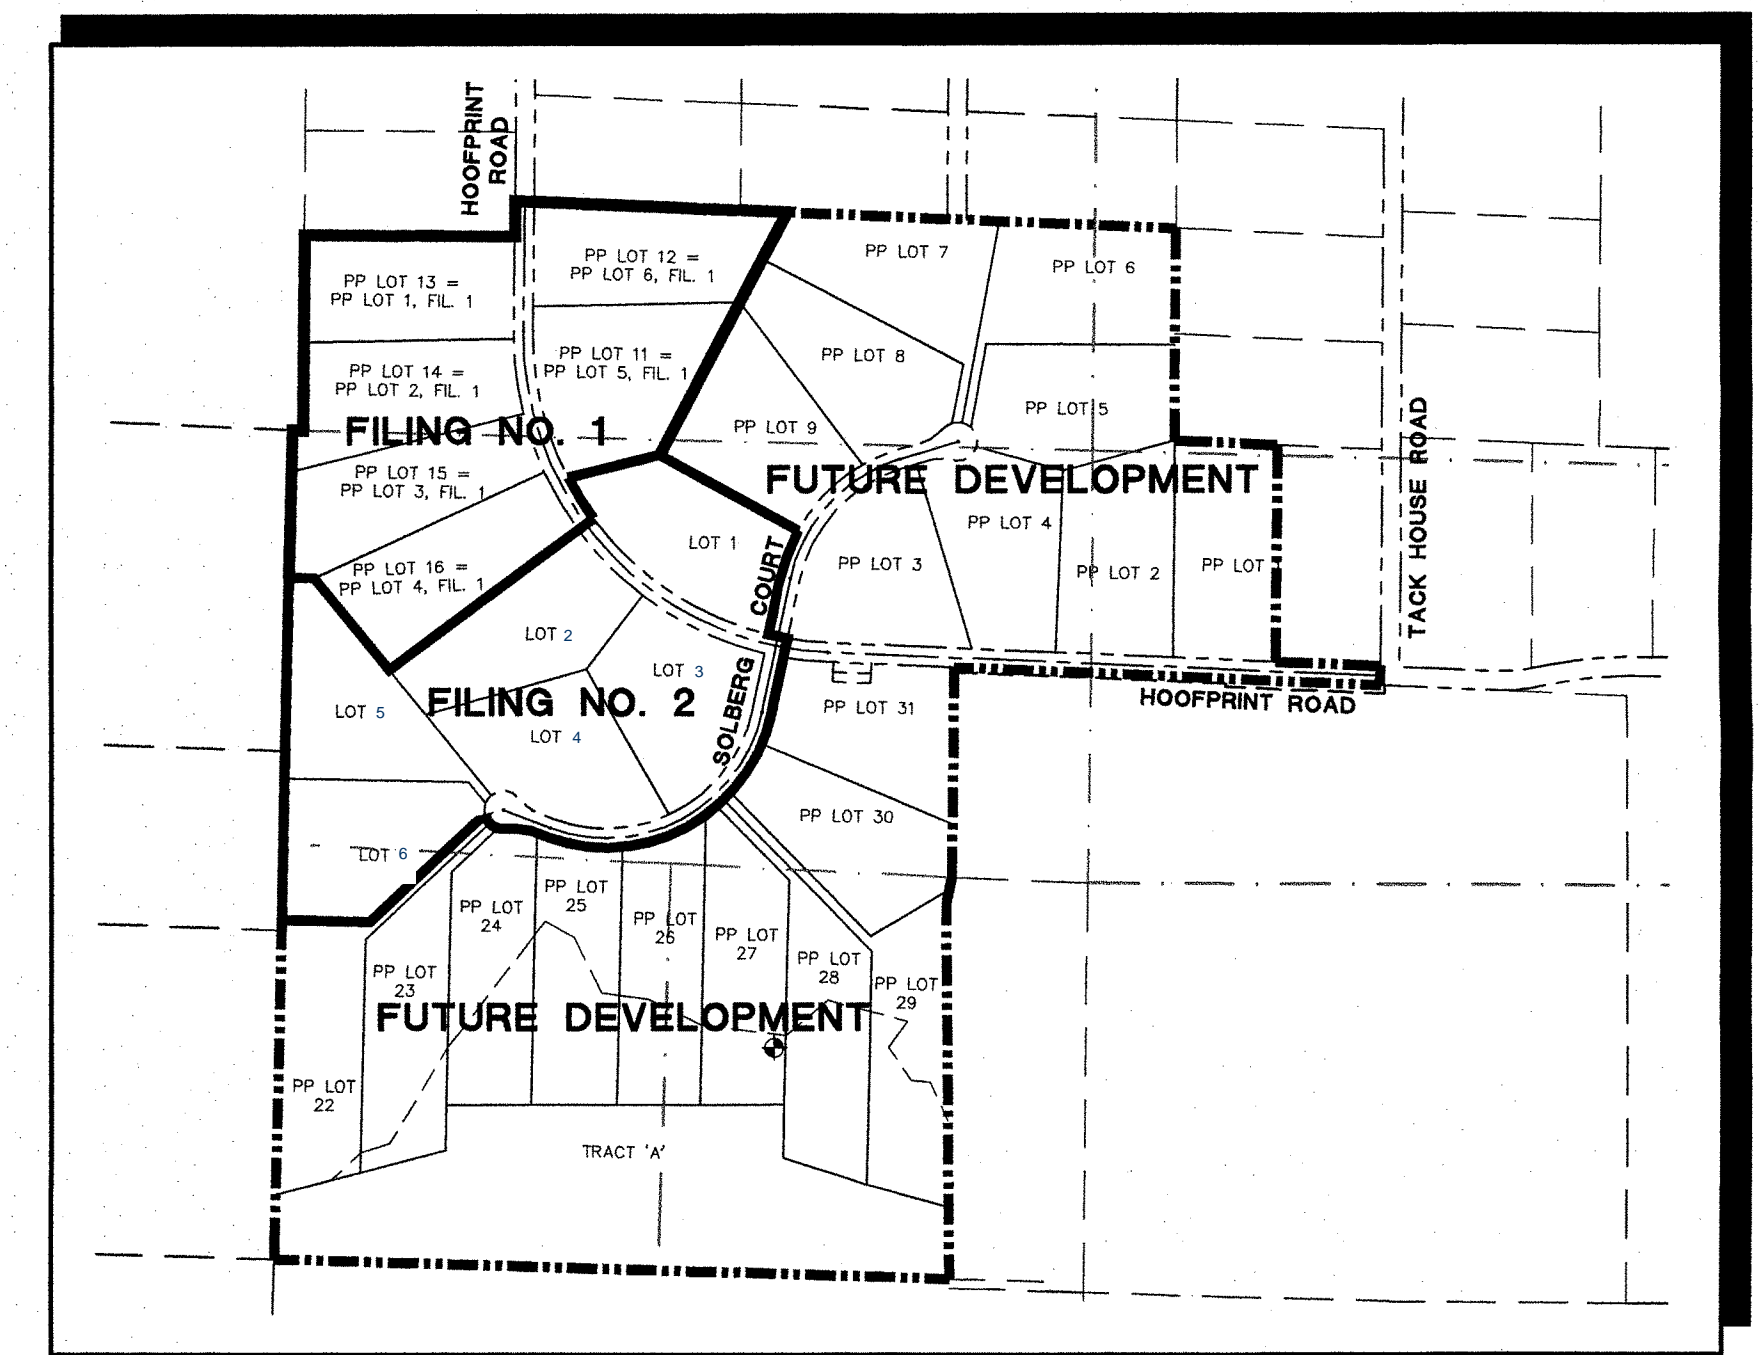 HOOFPRINT
ROAD
PP LOT 12 =
PP LOT 6, FIL. 1
PP LOT 7
PP LOT 6
PP LOT 13 =
PP LOT 1, FIL. 1
PP LOT 11 =
PP LOT 5, FIL. 1
PP LOT 8
PP LOT 14 =
PP LOT 2, FIL. 1
PP LOT 5
FILING NO. 1
PP LOT 9
PP LOT 15 =
PP LOT 3, FIL. 1
FUTURE DEVELOPMENT
TACK HOUSE ROAD
PP LOT 4
LOT 1
COURT
PP LOT 3
PP LOT 2
PP LOT
PP LOT 16 =
PP LOT 4, FIL. 1
LOT 2
LOT 3
SOLBERG
FILING NO. 2
HOOFPRINT ROAD
LOT 5
PP LOT 31
LOT 4
PP LOT 30
LOT 6
PP LOT
25
PP LOT
24
PP LOT
26
PP LOT
27
PP LOT
28
PP LOT
23
PP LOT
29
FUTURE DEVELOPMENT
PP LOT
22
TRACT 'A'